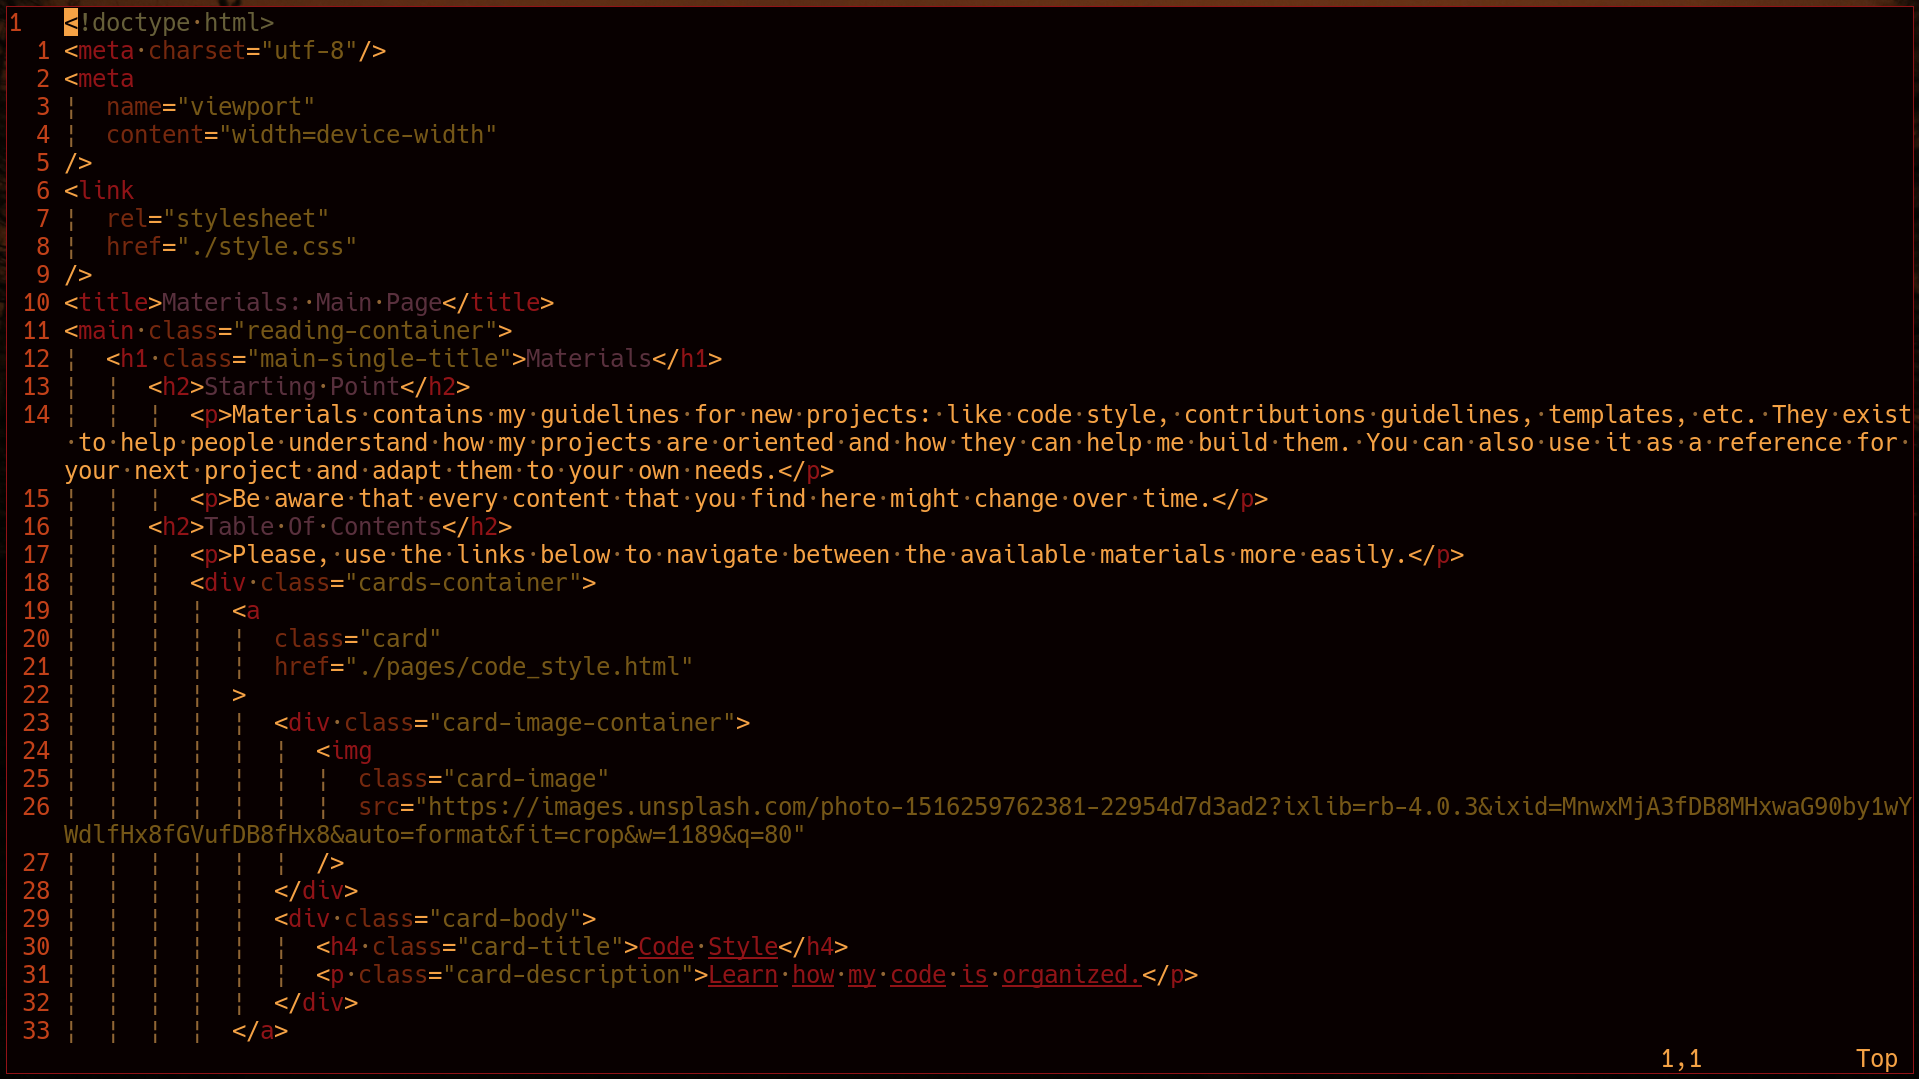 1   <!doctype·html>
  1 <meta·charset="utf-8"/>
  2 <meta
  3 ¦  name="viewport"
  4 ¦  content="width=device-width"
  5 />
  6 <link
  7 ¦  rel="stylesheet"
  8 ¦  href="./style.css"
  9 />
 10 <title>Materials:·Main·Page</title>
 11 <main·class="reading-container">
 12 ¦  <h1·class="main-single-title">Materials</h1>
 13 ¦  ¦  <h2>Starting·Point</h2>
 14 ¦  ¦  ¦  <p>Materials·contains·my·guidelines·for·new·projects:·like·code·style,·contributions·guidelines,·templates,·etc.·They·exist
    ·to·help·people·understand·how·my·projects·are·oriented·and·how·they·can·help·me·build·them.·You·can·also·use·it·as·a·reference·for·
    your·next·project·and·adapt·them·to·your·own·needs.</p>
 15 ¦  ¦  ¦  <p>Be·aware·that·every·content·that·you·find·here·might·change·over·time.</p>
 16 ¦  ¦  <h2>Table·Of·Contents</h2>
 17 ¦  ¦  ¦  <p>Please,·use·the·links·below·to·navigate·between·the·available·materials·more·easily.</p>
 18 ¦  ¦  ¦  <div·class="cards-container">
 19 ¦  ¦  ¦  ¦  <a
 20 ¦  ¦  ¦  ¦  ¦  class="card"
 21 ¦  ¦  ¦  ¦  ¦  href="./pages/code_style.html"
 22 ¦  ¦  ¦  ¦  >
 23 ¦  ¦  ¦  ¦  ¦  <div·class="card-image-container">
 24 ¦  ¦  ¦  ¦  ¦  ¦  <img
 25 ¦  ¦  ¦  ¦  ¦  ¦  ¦  class="card-image"
 26 ¦  ¦  ¦  ¦  ¦  ¦  ¦  src="https://images.unsplash.com/photo-1516259762381-22954d7d3ad2?ixlib=rb-4.0.3&ixid=MnwxMjA3fDB8MHxwaG90by1wY
    WdlfHx8fGVufDB8fHx8&auto=format&fit=crop&w=1189&q=80"
 27 ¦  ¦  ¦  ¦  ¦  ¦  />
 28 ¦  ¦  ¦  ¦  ¦  </div>
 29 ¦  ¦  ¦  ¦  ¦  <div·class="card-body">
 30 ¦  ¦  ¦  ¦  ¦  ¦  <h4·class="card-title">Code·Style</h4>
 31 ¦  ¦  ¦  ¦  ¦  ¦  <p·class="card-description">Learn·how·my·code·is·organized.</p>
 32 ¦  ¦  ¦  ¦  ¦  </div>
 33 ¦  ¦  ¦  ¦  </a>
1,1 Top